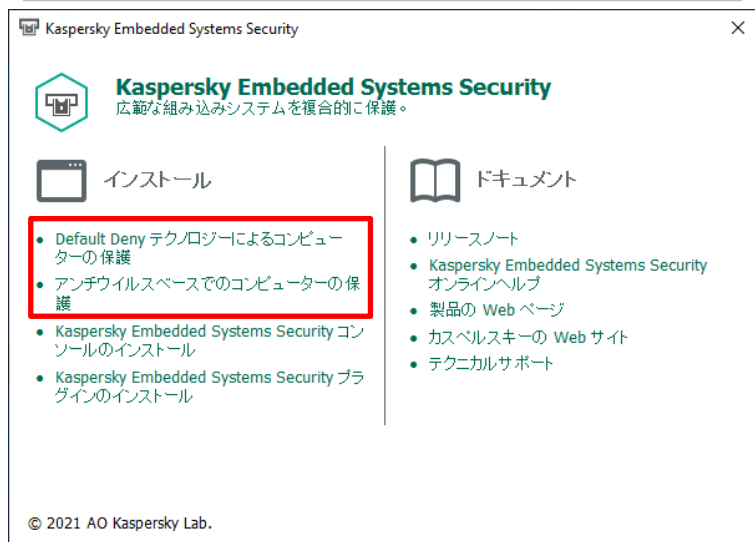 Kaspersky Embedded Systems Security
Kaspersky Embedded Systems Security
広範な組み込みシステムを複合的に保護。
インストール
• Default Deny テクノロジーによるコンピュー
ターの保護
• アンチウイルスベースでのコンピューターの保
護
• Kaspersky Embedded Systems Security コン
ソールのインストール
• Kaspersky Embedded Systems Security プラ
グインのインストール
ドキュメント
• リリースノート
• Kaspersky Embedded Systems Security
オンラインヘルプ
• 製品の Web ページ
• カスペルスキーの Web サイト
• テクニカルサポート
© 2021 AO Kaspersky Lab.